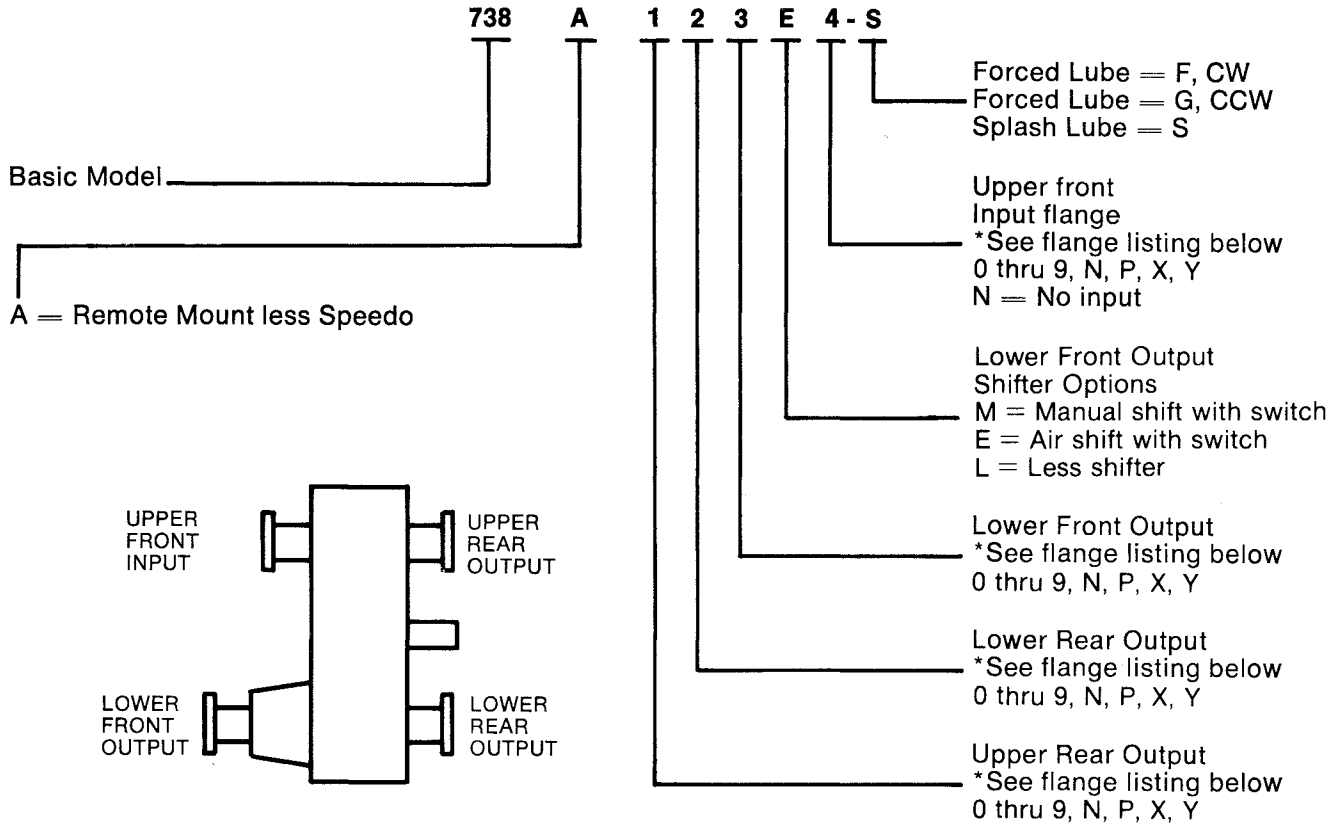 738 A 1 2 3 E 4 - S
Forced Lube = F, CW
Forced Lube = G, CCW
Splash Lube = S
Basic Model
Upper front
Input flange
*See flange listing below
0 thru 9, N, P, X, Y
N = No input
A = Remote Mount less Speedo
Lower Front Output
Shifter Options
M = Manual shift with switch
E = Air shift with switch
L = Less shifter
UPPER
FRONT
INPUT
UPPER
REAR
OUTPUT
Lower Front Output
*See flange listing below
0 thru 9, N, P, X, Y
Lower Rear Output
*See flange listing below
0 thru 9, N, P, X, Y
LOWER
FRONT
OUTPUT
LOWER
REAR
OUTPUT
Upper Rear Output
*See flange listing below
0 thru 9, N, P, X, Y